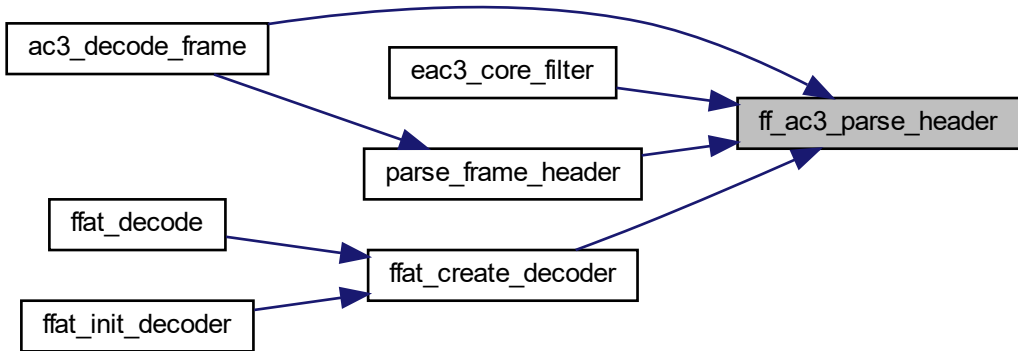 ac3_decode_frame
eac3_core_filter
ff_ac3_parse_header
parse_frame_header
ffat_decode
ffat_create_decoder
ffat_init_decoder